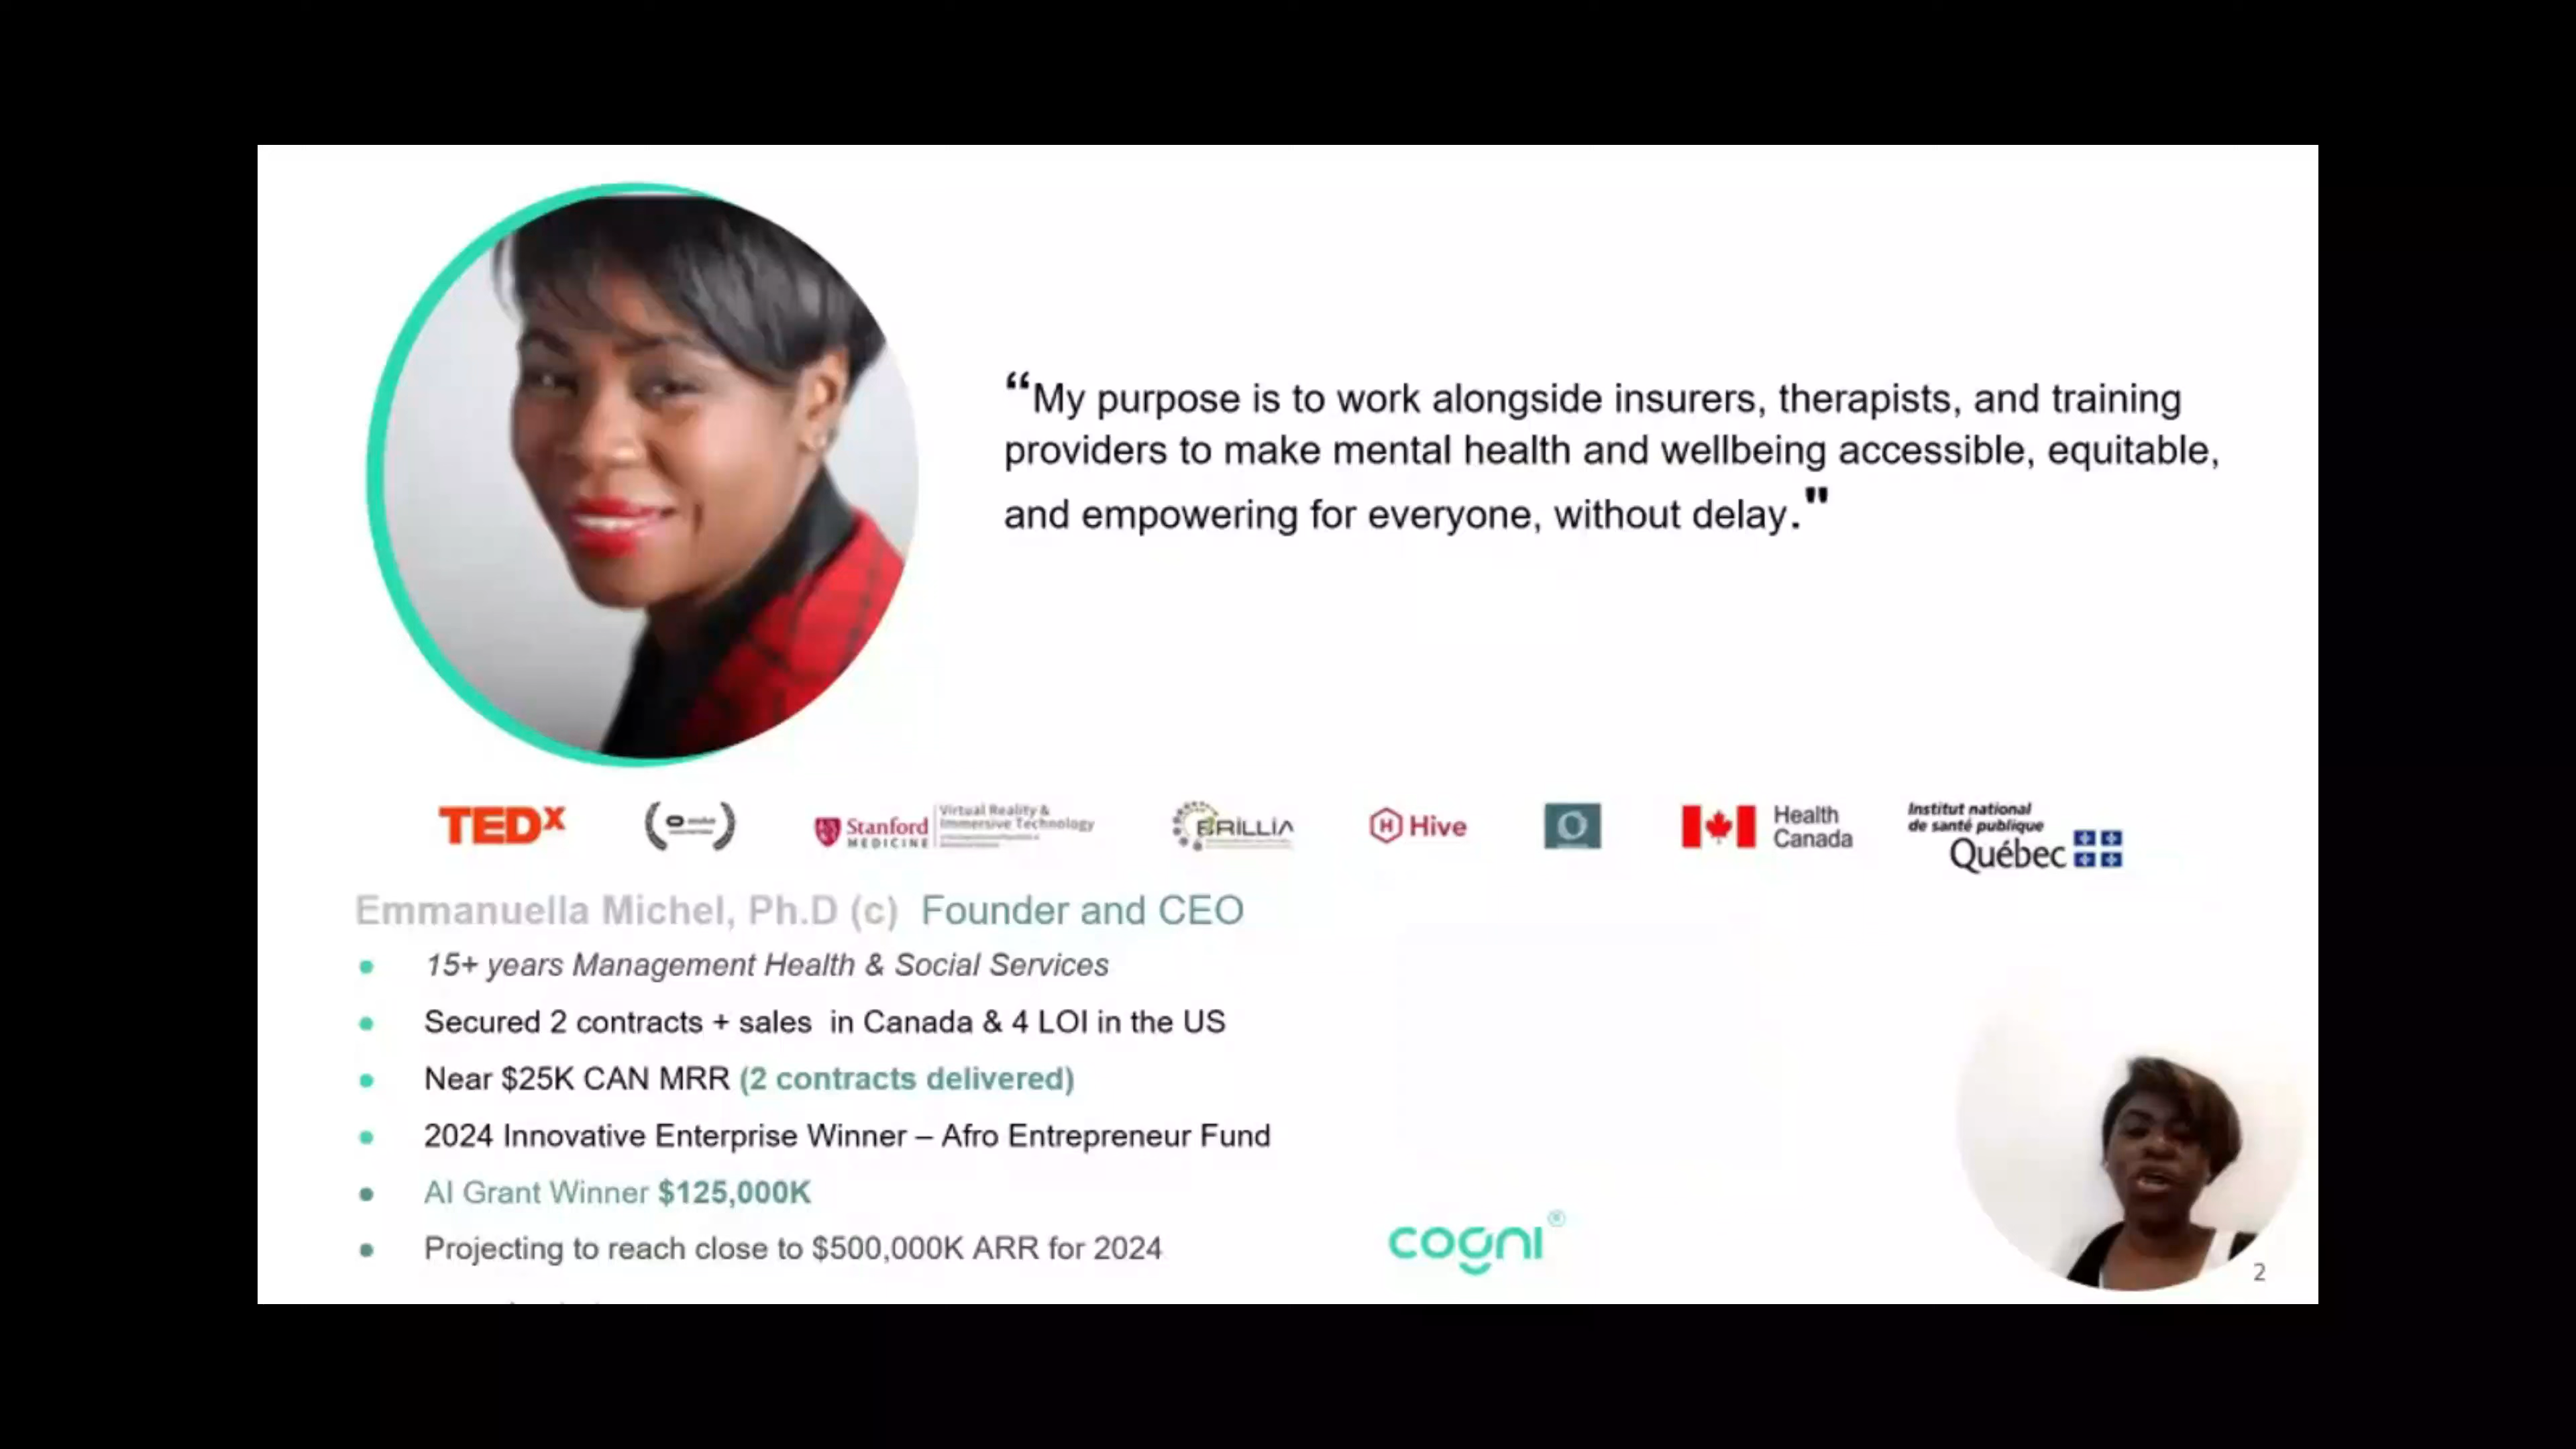 “My purpose is to work alongside insurers, therapists, and training
providers to make mental health and wellbeing accessible, equitable,
and empowering for everyone, without delay."
TEDx
Stanford MEDICINE
Virtual Reality &
Immersive Technology
BRILLIA
H Hive
Health
Canada
Institut national
de santé publique
Québec
Emmanuella Michel, Ph.D (c) Founder and CEO
• 15+ years Management Health & Social Services
• Secured 2 contracts + sales in Canada & 4 LOI in the US
• Near $25K CAN MRR (2 contracts delivered)
• 2024 Innovative Enterprise Winner – Afro Entrepreneur Fund
• AI Grant Winner $125,000K
• Projecting to reach close to $500,000K ARR for 2024
cogni®
2